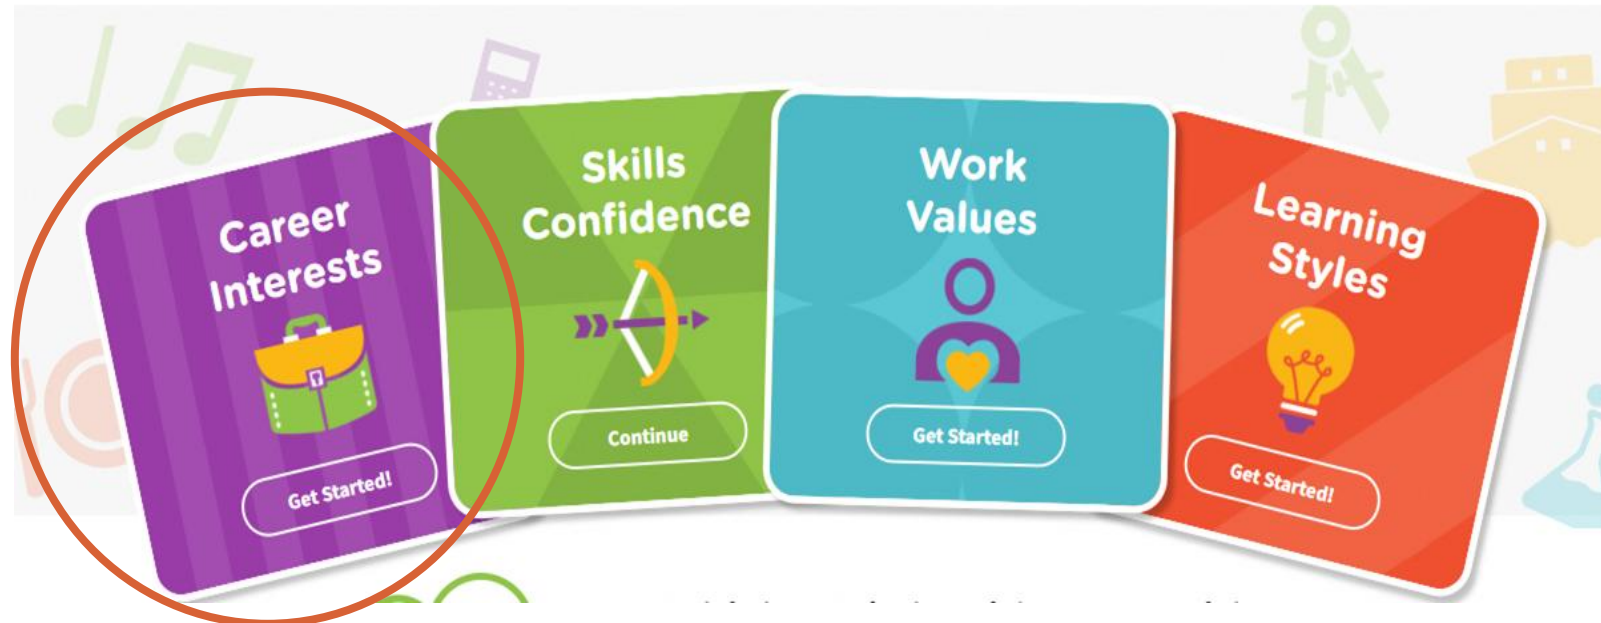 Career
Interests
Get Started!
Skills
Confidence
Continue
Work
Values
Get Started!
Learning
Styles
Get Started!